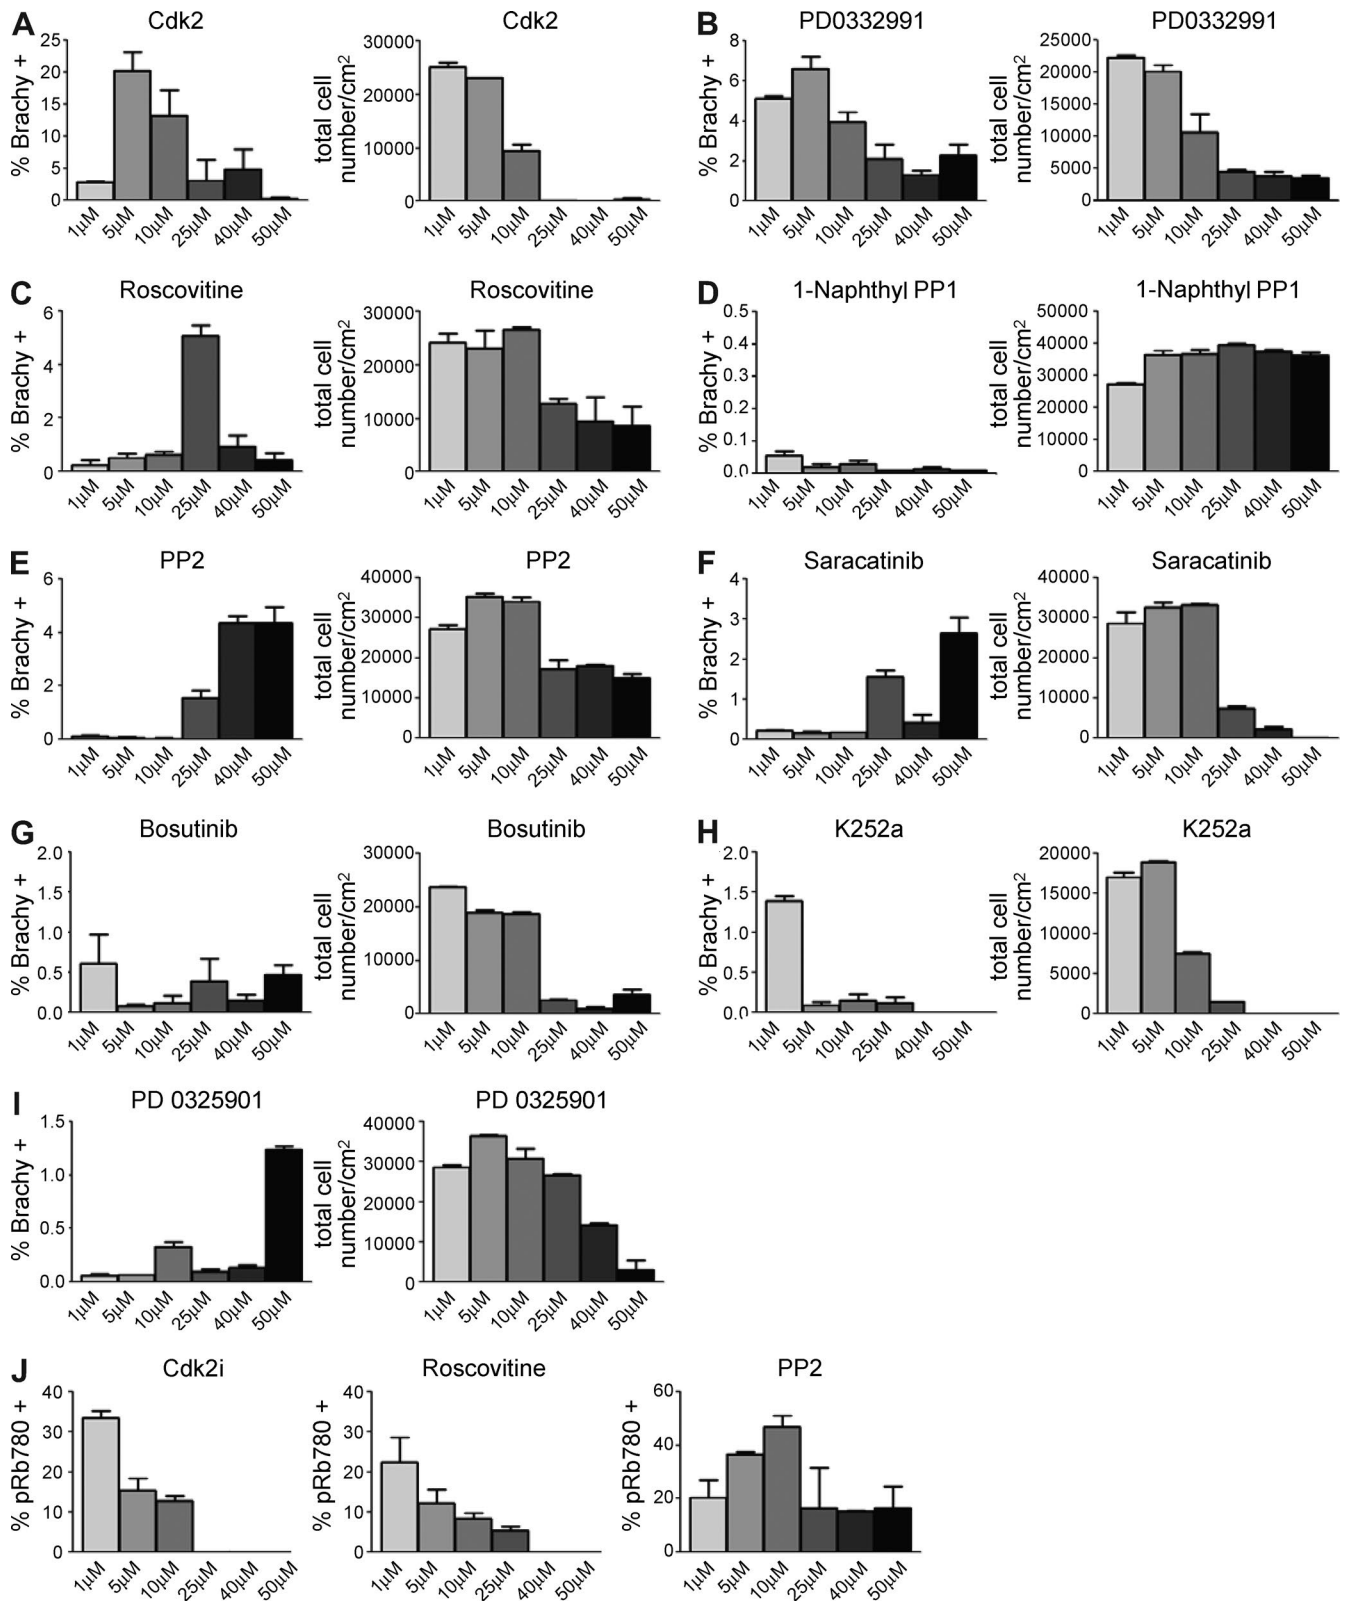 A
Cdk2
% Brachy +
25
20
15
10
5
0
1µM 5µM 10µM 25µM 40µM 50µM
Cdk2
total cell
number/cm2
30000
20000
10000
0
1µM 5µM 10µM 25µM 40µM 50µM
B
PD0332991
% Brachy +
8
6
4
2
0
1µM 5µM 10µM 25µM 40µM 50µM
PD0332991
total cell
number/cm2
25000
20000
15000
10000
5000
0
1µM 5µM 10µM 25µM 40µM 50µM
C
Roscovitine
% Brachy +
6
4
2
0
1µM 5µM 10µM 25µM 40µM 50µM
Roscovitine
total cell
number/cm2
30000
20000
10000
0
1µM 5µM 10µM 25µM 40µM 50µM
D
1-Naphthyl PP1
% Brachy +
0.5
0.4
0.3
0.2
0.1
0.0
1µM 5µM 10µM 25µM 40µM 50µM
1-Naphthyl PP1
total cell
number/cm2
50000
40000
30000
20000
10000
0
1µM 5µM 10µM 25µM 40µM 50µM
E
PP2
% Brachy +
6
4
2
0
1µM 5µM 10µM 25µM 40µM 50µM
PP2
total cell
number/cm2
40000
30000
20000
10000
0
1µM 5µM 10µM 25µM 40µM 50µM
F
Saracatinib
% Brachy +
4
3
2
1
0
1µM 5µM 10µM 25µM 40µM 50µM
Saracatinib
total cell
number/cm2
40000
30000
20000
10000
0
1µM 5µM 10µM 25µM 40µM 50µM
G
Bosutinib
% Brachy +
2.0
1.5
1.0
0.5
0.0
1µM 5µM 10µM 25µM 40µM 50µM
Bosutinib
total cell
number/cm2
30000
20000
10000
0
1µM 5µM 10µM 25µM 40µM 50µM
H
K252a
% Brachy +
2.0
1.5
1.0
0.5
0.0
1µM 5µM 10µM 25µM 40µM 50µM
K252a
total cell
number/cm2
20000
15000
10000
5000
0
1µM 5µM 10µM 25µM 40µM 50µM
I
PD 0325901
% Brachy +
1.5
1.0
0.5
0.0
1µM 5µM 10µM 25µM 40µM 50µM
PD 0325901
total cell
number/cm2
40000
30000
20000
10000
0
1µM 5µM 10µM 25µM 40µM 50µM
J
Cdk2i
% pRb780 +
40
30
20
10
0
1µM 5µM 10µM 25µM 40µM 50µM
Roscovitine
% pRb780 +
40
30
20
10
0
1µM 5µM 10µM 25µM 40µM 50µM
PP2
% pRb780 +
60
40
20
0
1µM 5µM 10µM 25µM 40µM 50µM